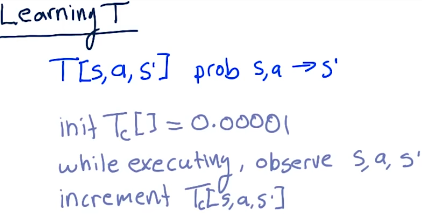 Learning T
T[s,a,s'] prob s,a → s'
init Tc[] = 0.00001
while executing, observe s, a, s'
increment Tc[s,a,s']